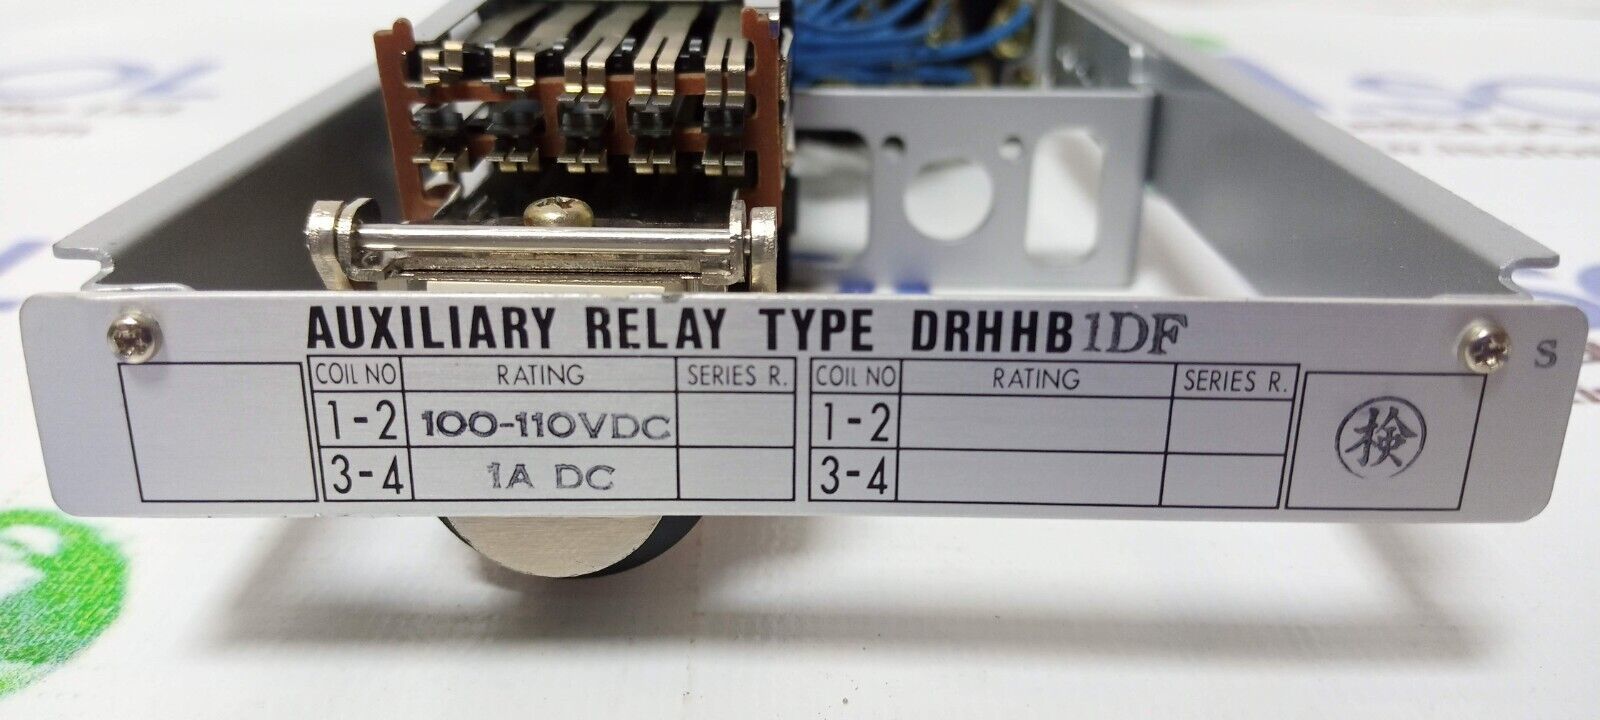 AUXILIARY RELAY TYPE DRHHB1DF
S
COIL NO RATING SERIES R. COIL NO RATING SERIES R.
1-2 100-110VDC 1-2
3-4 1A DC 3-4
検